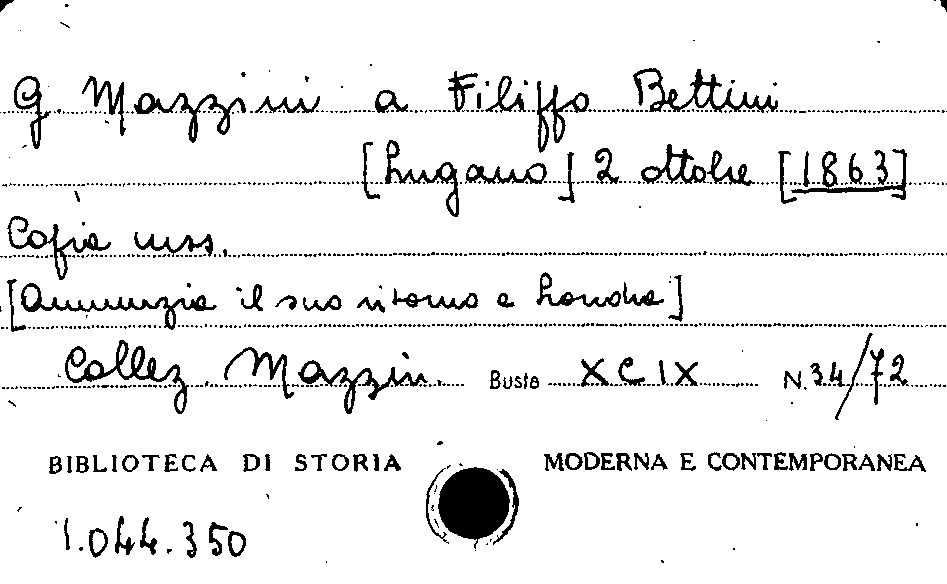 G. Mazzini a Filippo Bettini
[Lugano] 2 ottobre [1863]
Copia mss.
[Annunzia il suo ritorno a Londra]
Collez. Mazzin. Busta XCIX N. 34/72
BIBLIOTECA DI STORIA MODERNA E CONTEMPORANEA
1.044.350